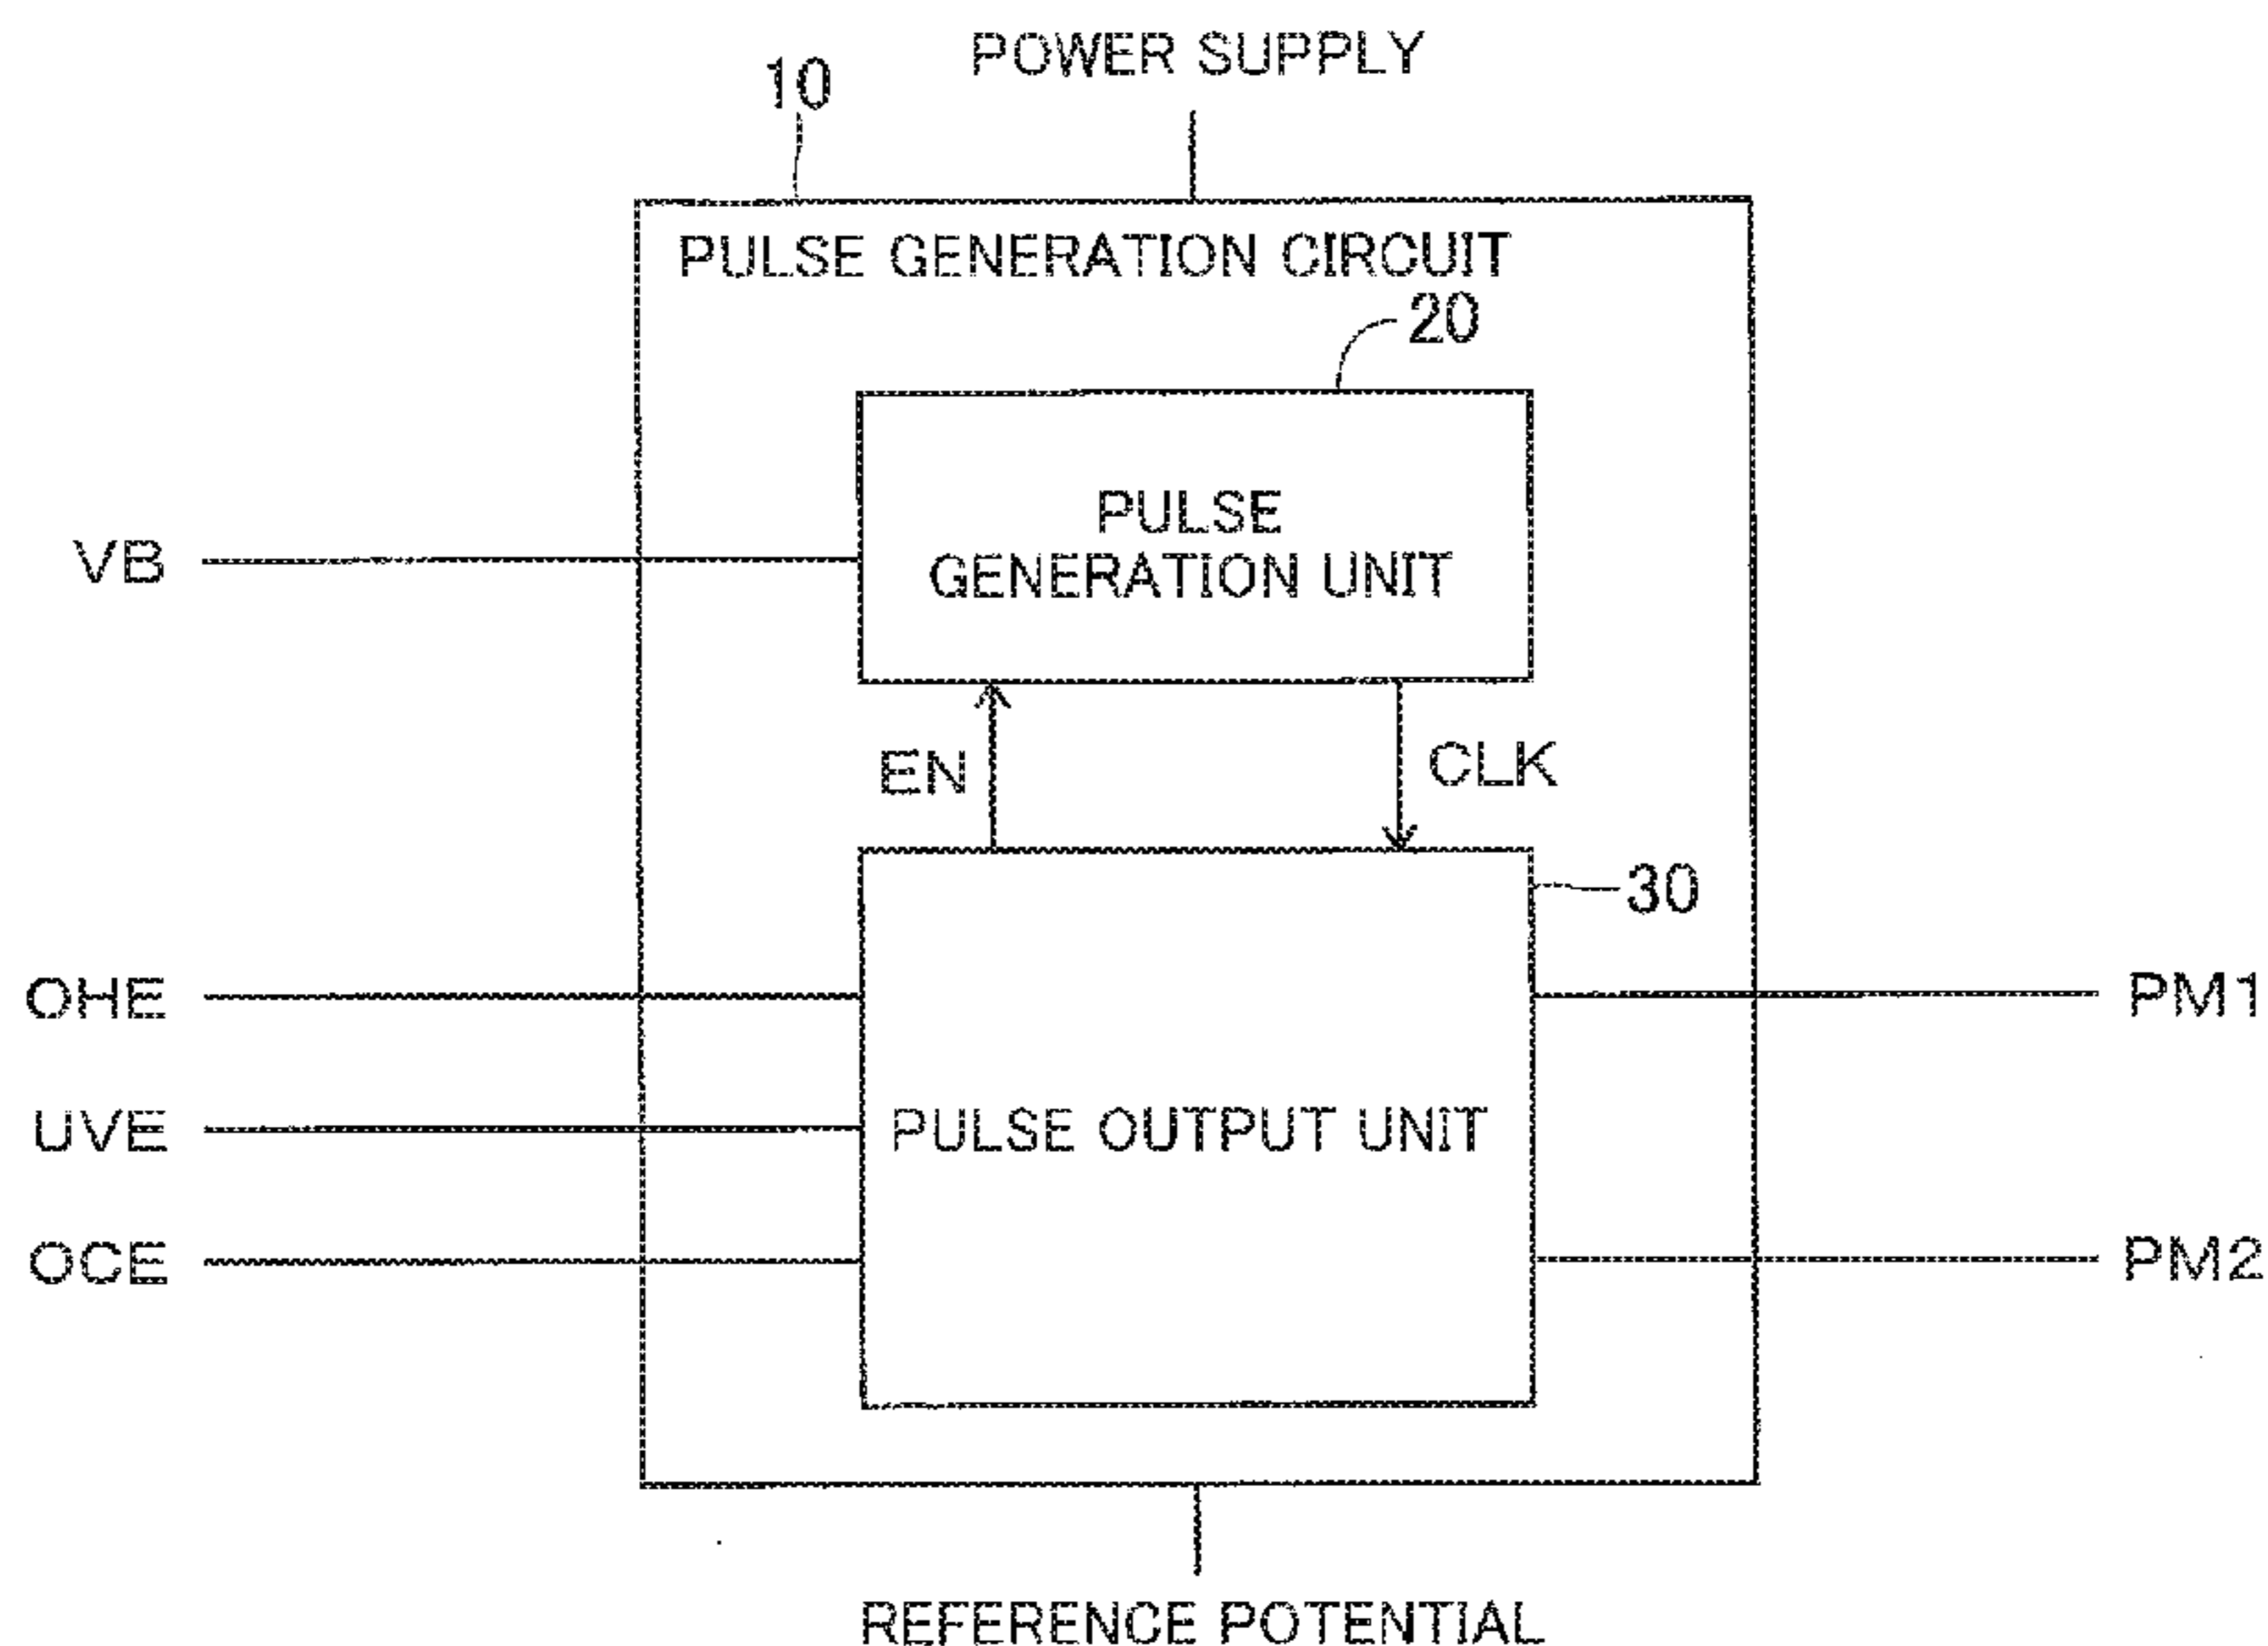 POWER SUPPLY
10
PULSE GENERATION CIRCUIT
20
PULSE
GENERATION UNIT
VB
EN
CLK
30
OHE
PM1
UVE
PULSE OUTPUT UNIT
OCE
PM2
REFERENCE POTENTIAL